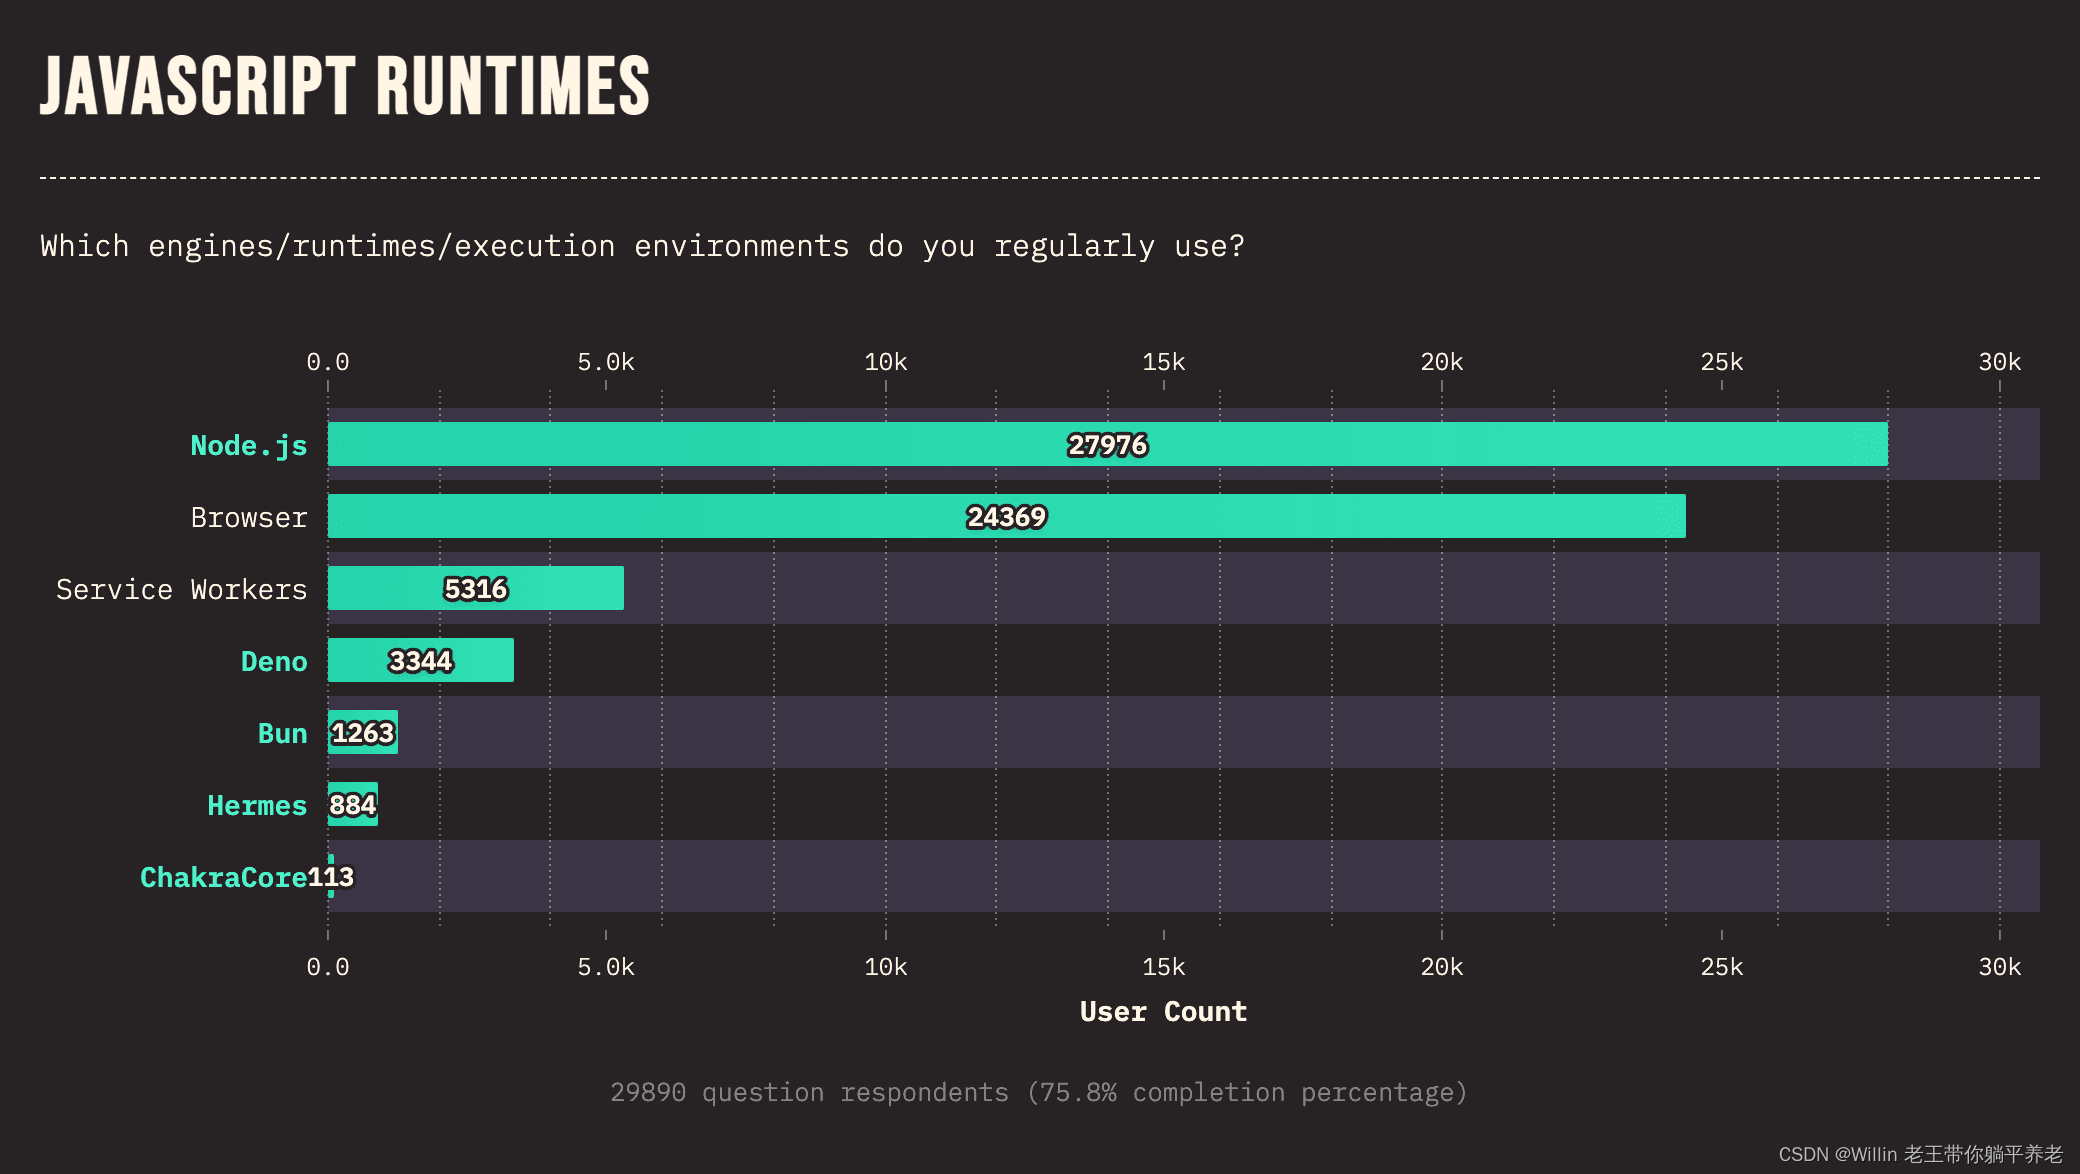 JAVASCRIPT RUNTIMES
Which engines/runtimes/execution environments do you regularly use?
0.0 5.0k 10k 15k 20k 25k 30k
Node.js 27976
Browser 24369
Service Workers 5316
Deno 3344
Bun 1263
Hermes 884
ChakraCore 113
0.0 5.0k 10k 15k 20k 25k 30k
User Count
29890 question respondents (75.8% completion percentage)
CSDN @Willin 老王带你躺平养老